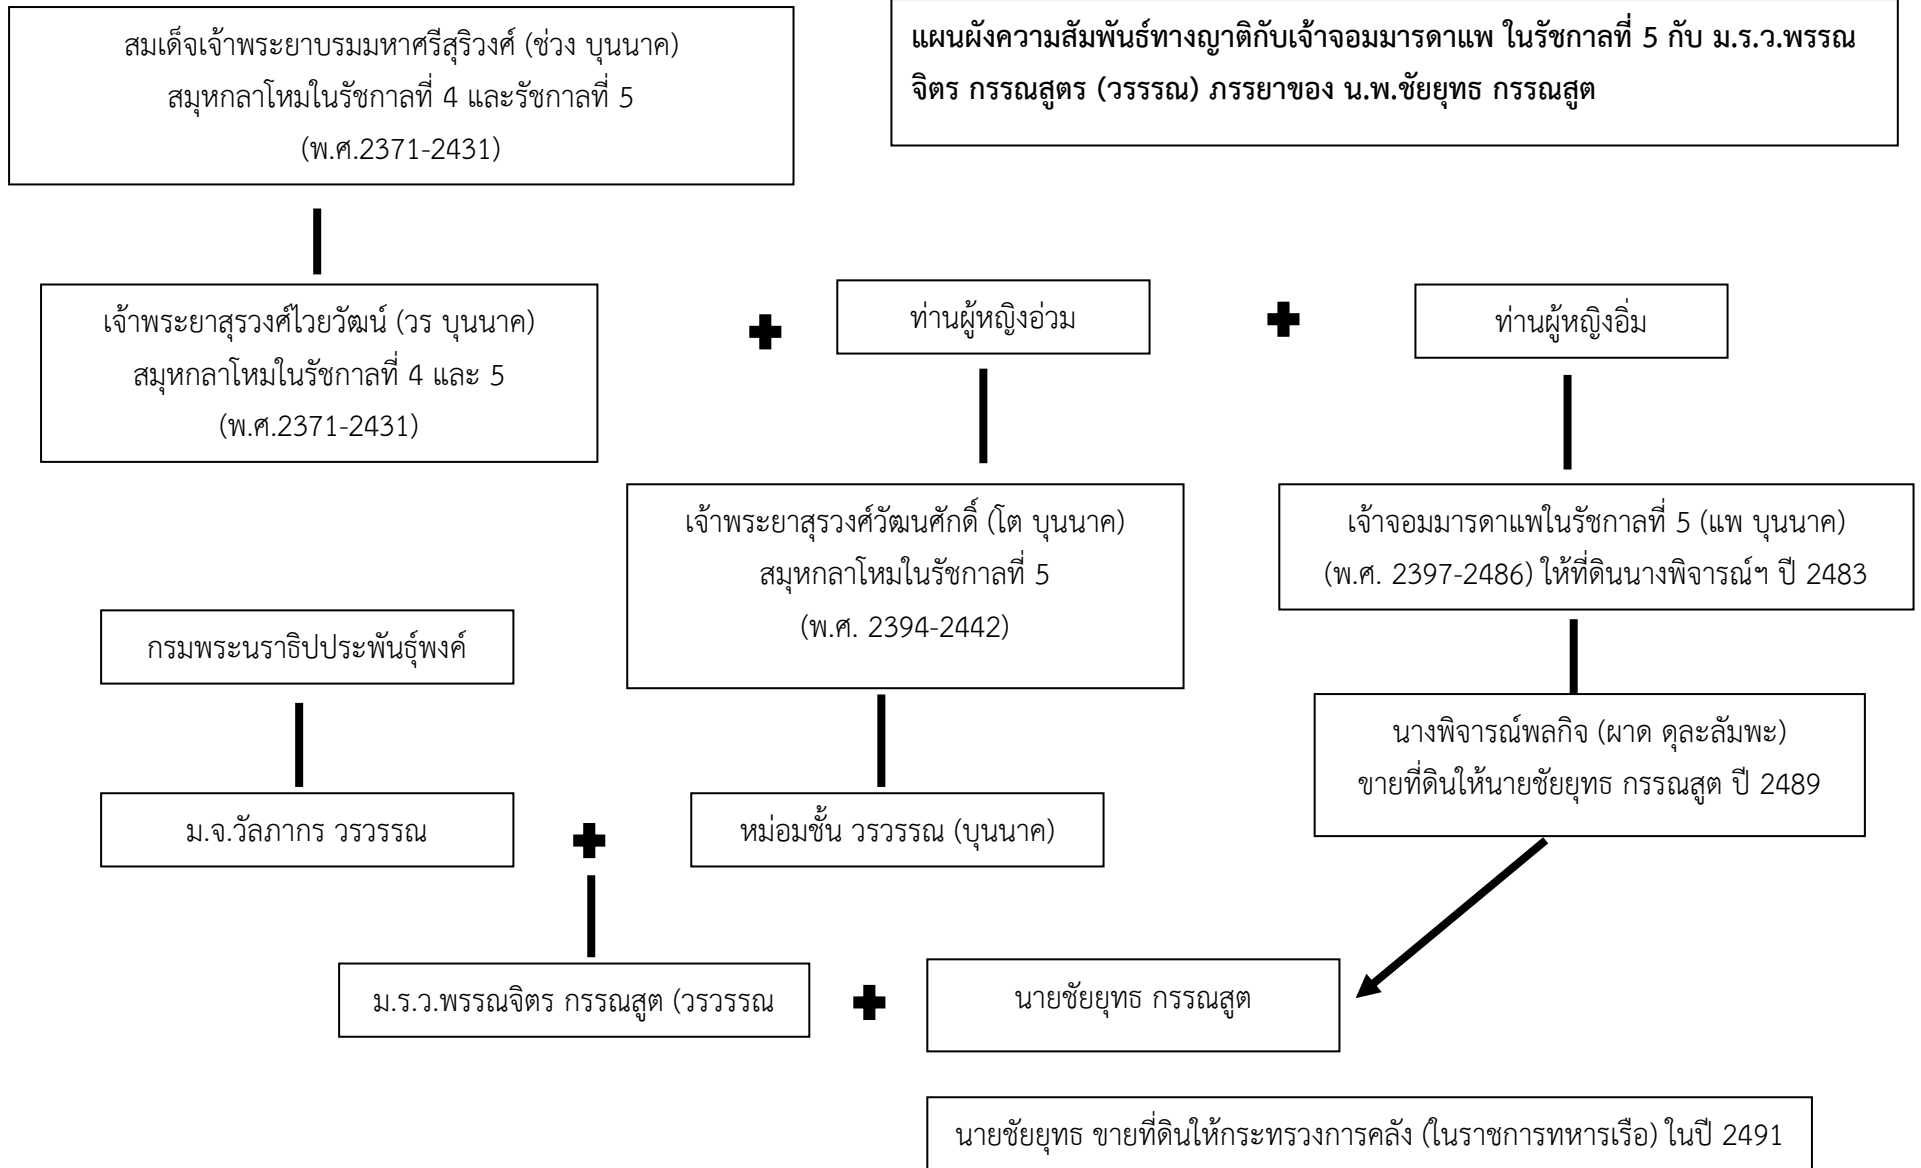 สมเด็จเจ้าพระยาบรมมหาศรีสุริวงศ์ (ช่วง บุนนาค)
สมุหกลาโหมในรัชกาลที่ 4 และรัชกาลที่ 5
(พ.ศ.2371-2431)
แผนผังความสัมพันธ์ทางญาติกับเจ้าจอมมารดาแพ ในรัชกาลที่ 5 กับ ม.ร.ว.พรรณ
จิตร กรรณสูตร (วรรรณ) ภรรยาของ น.พ.ชัยยุทธ กรรณสูต
เจ้าพระยาสุรวงศ์ไวยวัฒน์ (วร บุนนาค)
สมุหกลาโหมในรัชกาลที่ 4 และ 5
(พ.ศ.2371-2431)
ท่านผู้หญิงอ่วม
ท่านผู้หญิงอิ่ม
เจ้าพระยาสุรวงศ์วัฒนศักดิ์ (โต บุนนาค)
สมุหกลาโหมในรัชกาลที่ 5
(พ.ศ. 2394-2442)
เจ้าจอมมารดาแพในรัชกาลที่ 5 (แพ บุนนาค)
(พ.ศ. 2397-2486) ให้ที่ดินนางพิจารณ์ฯ ปี 2483
กรมพระนราธิปประพันธุ์พงค์
นางพิจารณ์พลกิจ (ผาด ดุละลัมพะ)
ขายที่ดินให้นายชัยยุทธ กรรณสูต ปี 2489
ม.จ.วัลภากร วรวรรณ
หม่อมชั้น วรวรรณ (บุนนาค)
ม.ร.ว.พรรณจิตร กรรณสูต (วรวรรณ
นายชัยยุทธ กรรณสูต
นายชัยยุทธ ขายที่ดินให้กระทรวงการคลัง (ในราชการทหารเรือ) ในปี 2491